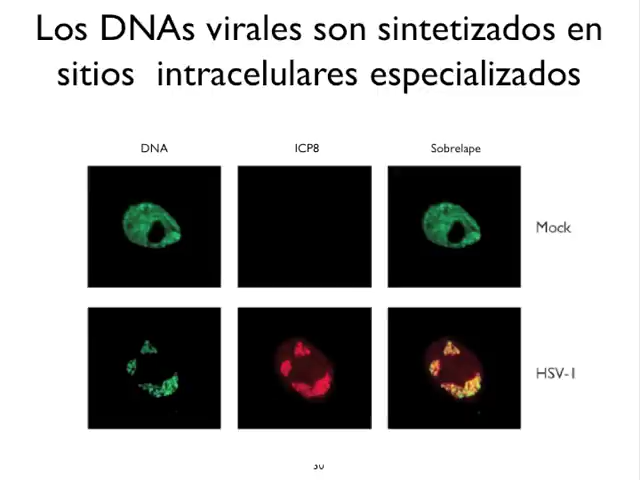 Los DNAs virales son sintetizados en
sitios intracelulares especializados
DNA ICP8 Sobrelape
Mock
HSV-1